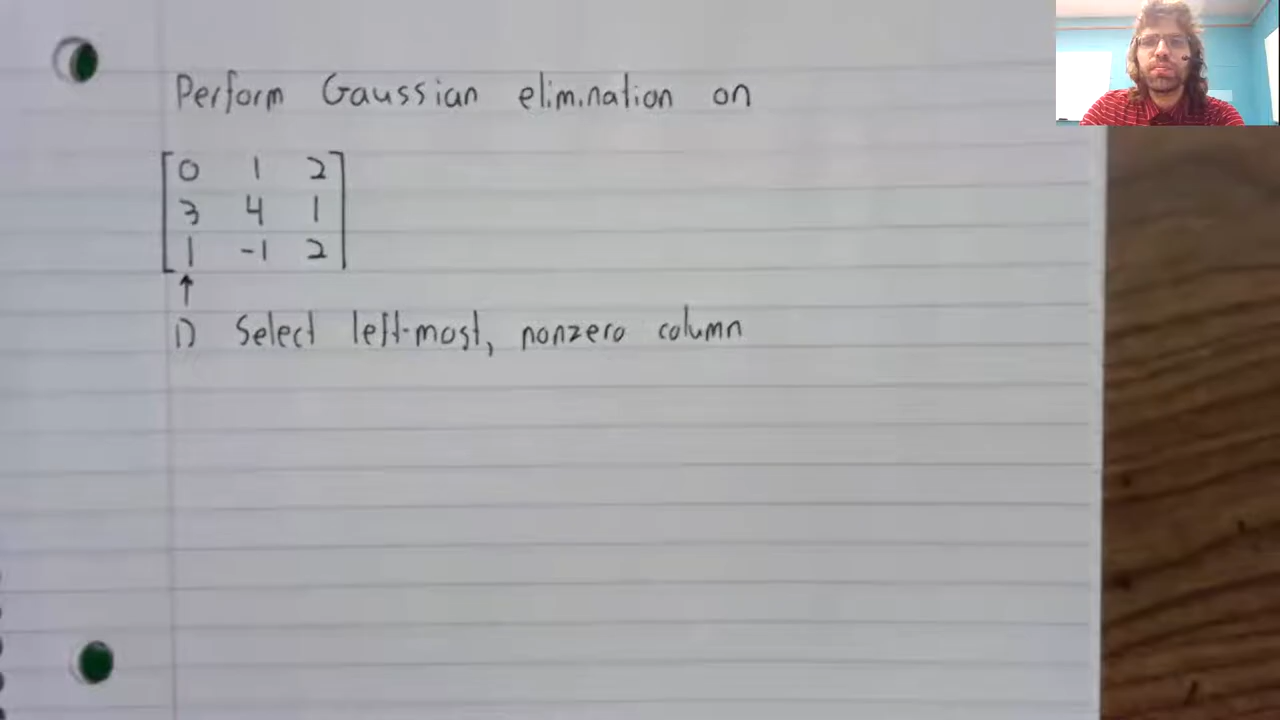 Perform Gaussian elimination on
0 1 2
3 4 1
1 -1 2
1) Select left-most, nonzero column